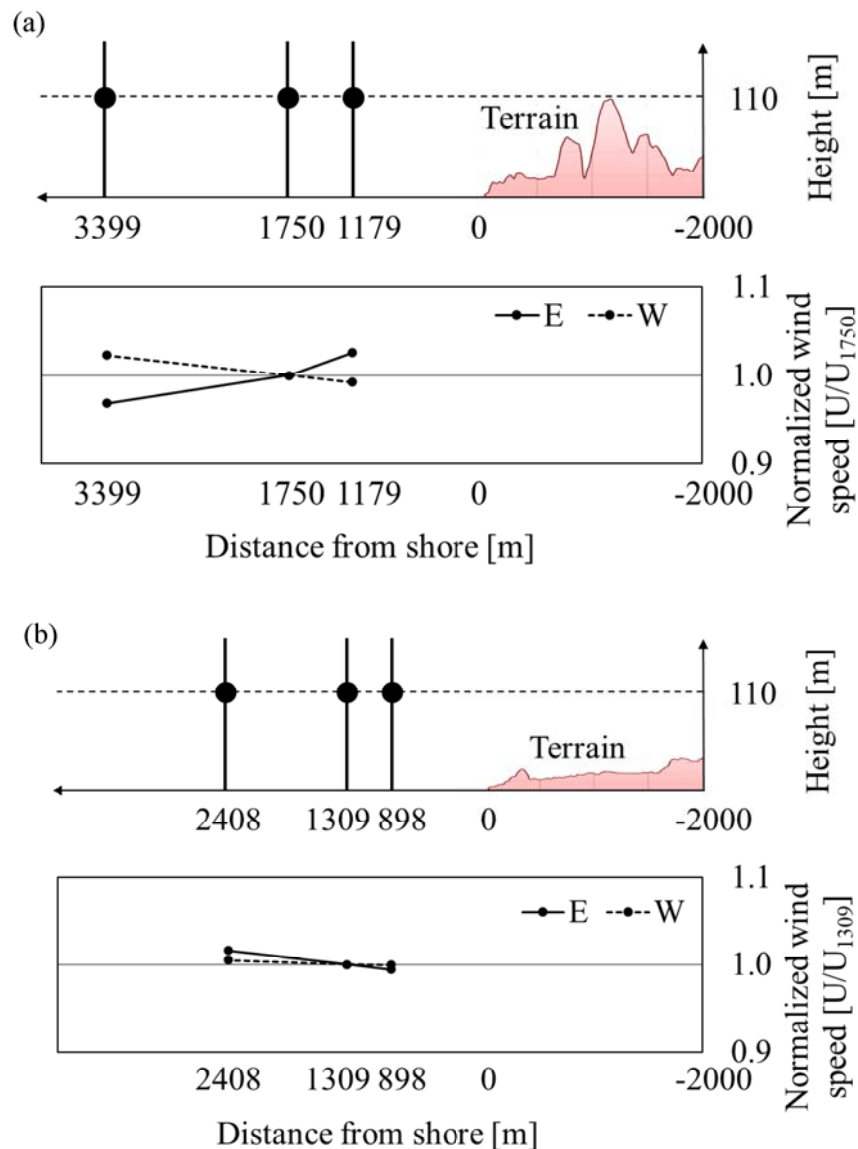 (a)
110
Height [m]
Terrain
3399 1750 1179 0 -2000
E W
1.1
1.0
0.9
Normalized wind
speed [U/U1750]
3399 1750 1179 0 -2000
Distance from shore [m]
(b)
110
Height [m]
Terrain
2408 1309 898 0 -2000
E W
1.1
1.0
0.9
Normalized wind
speed [U/U1309]
2408 1309 898 0 -2000
Distance from shore [m]